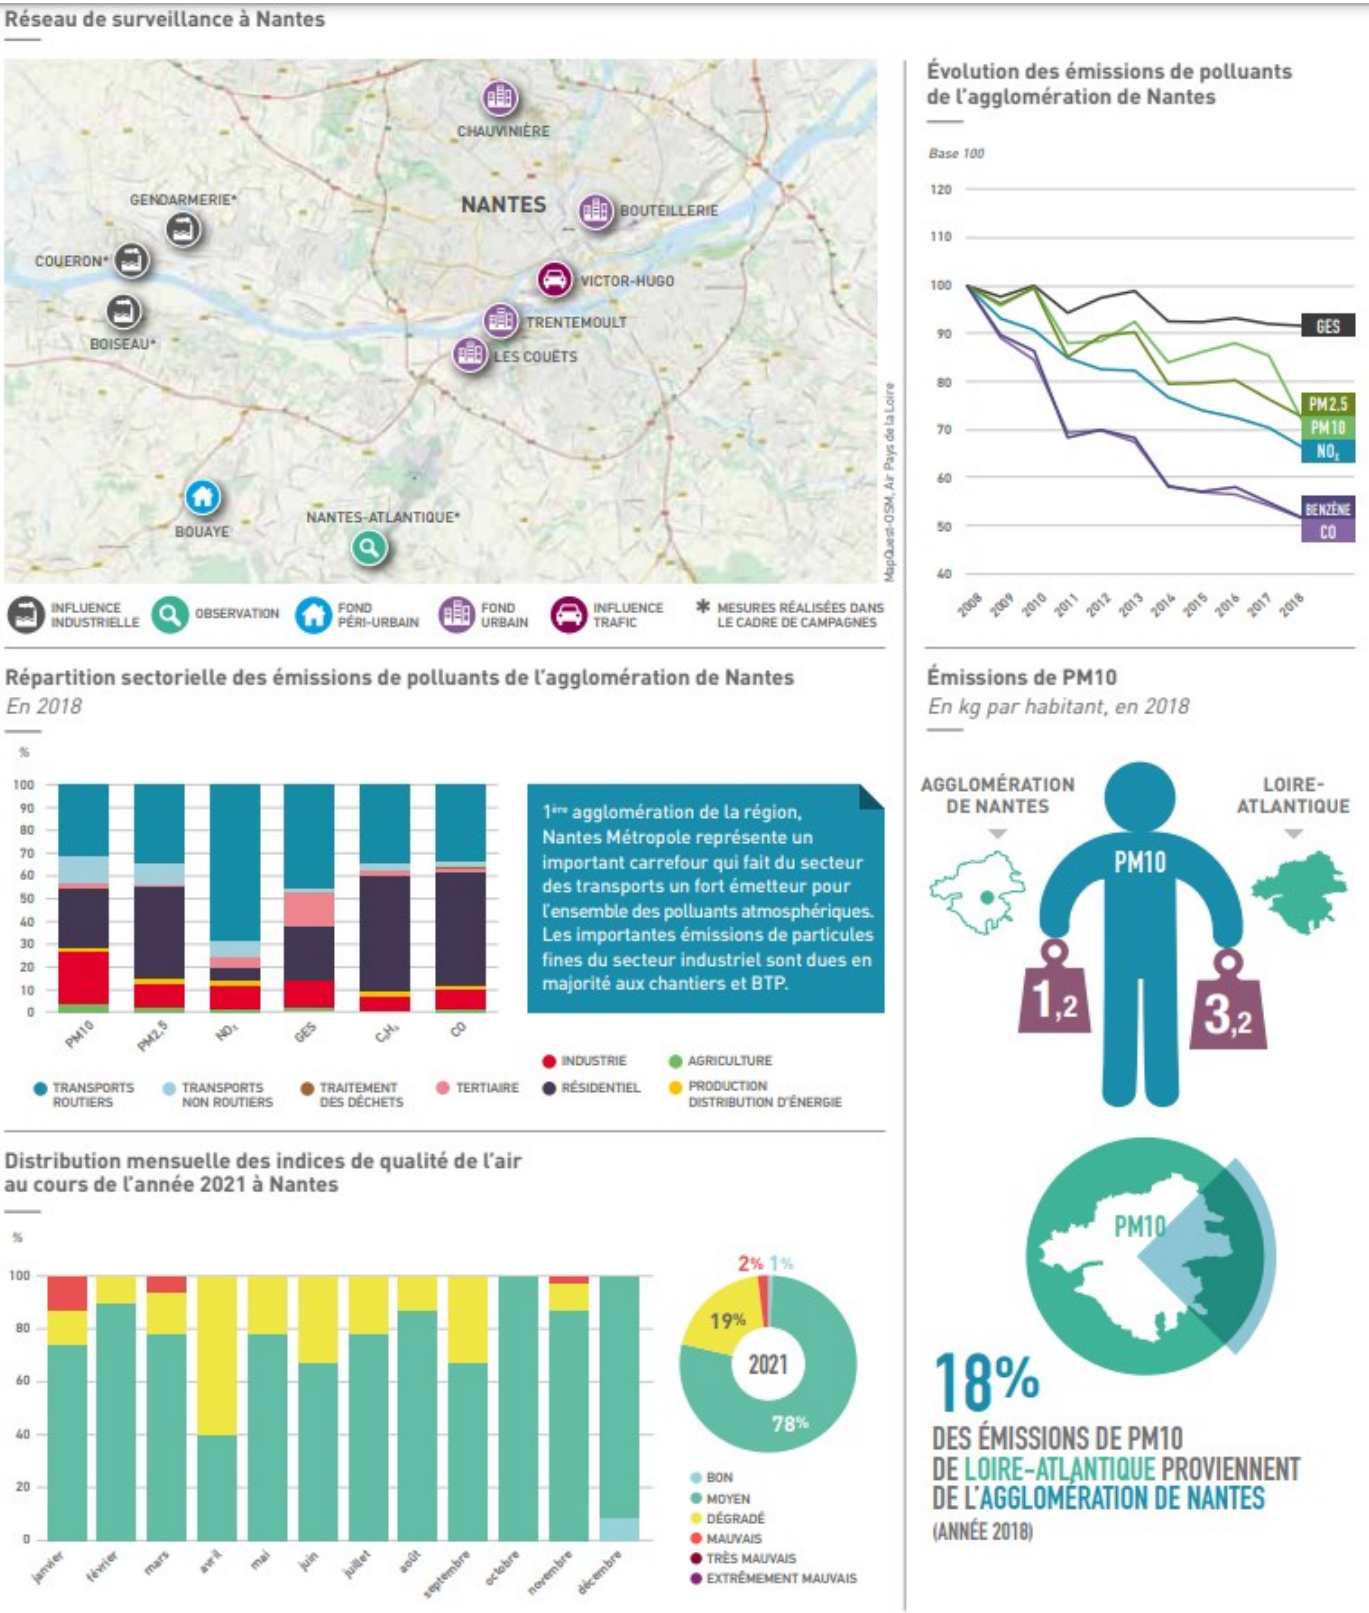 Réseau de surveillance à Nantes
CHAUVINIÈRE
GENDARMERIE*
NANTES
BOUTEILLERIE
COUERON*
VICTOR-HUGO
BOISEAU*
TRENTEMOULT
LES COUËTS
BOUAYE
NANTES-ATLANTIQUE*
MapQuest-OSM, Air Pays de la Loire
INFLUENCE
INDUSTRIELLE
OBSERVATION
FOND
PÉRI-URBAIN
FOND
URBAIN
INFLUENCE
TRAFIC
* MESURES RÉALISÉES DANS
LE CADRE DE CAMPAGNES
Évolution des émissions de polluants
de l'agglomération de Nantes
Base 100
120
110
100
90
80
70
60
50
40
GES
PM2,5
PM10
NOx
BENZÈNE
CO
2008
2009
2010
2011
2012
2013
2014
2015
2016
2017
2018
Répartition sectorielle des émissions de polluants de l'agglomération de Nantes
En 2018
%
100
90
80
70
60
50
40
30
20
10
0
PM10
PM2,5
NOx
GES
CO
1ère agglomération de la région,
Nantes Métropole représente un
important carrefour qui fait du secteur
des transports un fort émetteur pour
l'ensemble des polluants atmosphériques.
Les importantes émissions de particules
fines du secteur industriel sont dues en
majorité aux chantiers et BTP.
INDUSTRIE
AGRICULTURE
TRANSPORTS
ROUTIERS
TRANSPORTS
NON ROUTIERS
TRAITEMENT
DES DÉCHETS
TERTIAIRE
RÉSIDENTIEL
PRODUCTION
DISTRIBUTION D'ÉNERGIE
Émissions de PM10
En kg par habitant, en 2018
AGGLOMÉRATION
DE NANTES
LOIRE-
ATLANTIQUE
PM10
1,2
3,2
PM10
18%
DES ÉMISSIONS DE PM10
DE LOIRE-ATLANTIQUE PROVIENNENT
DE L'AGGLOMÉRATION DE NANTES
(ANNÉE 2018)
Distribution mensuelle des indices de qualité de l'air
au cours de l'année 2021 à Nantes
%
100
80
60
40
20
0
janvier
février
mars
avril
mai
juin
juillet
août
septembre
octobre
novembre
décembre
2% 1%
19%
2021
78%
BON
MOYEN
DÉGRADÉ
MAUVAIS
TRÈS MAUVAIS
EXTRÊMEMENT MAUVAIS